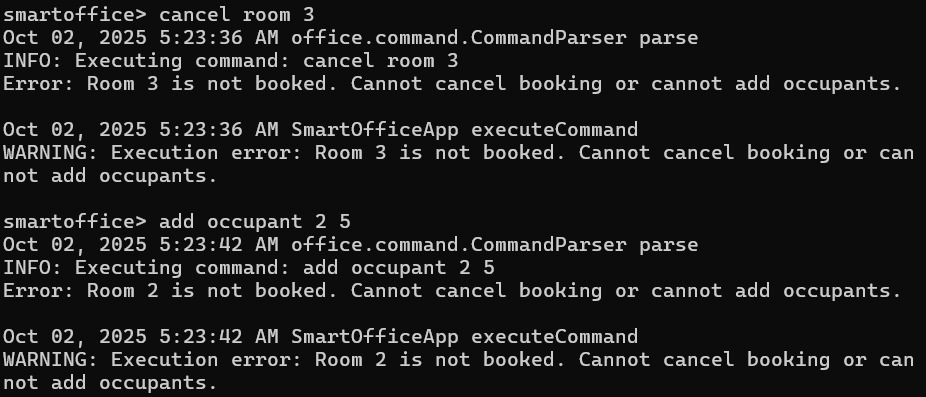 smartoffice> cancel room 3
Oct 02, 2025 5:23:36 AM office.command.CommandParser parse
INFO: Executing command: cancel room 3
Error: Room 3 is not booked. Cannot cancel booking or cannot add occupants.

Oct 02, 2025 5:23:36 AM SmartOfficeApp executeCommand
WARNING: Execution error: Room 3 is not booked. Cannot cancel booking or can
not add occupants.

smartoffice> add occupant 2 5
Oct 02, 2025 5:23:42 AM office.command.CommandParser parse
INFO: Executing command: add occupant 2 5
Error: Room 2 is not booked. Cannot cancel booking or cannot add occupants.

Oct 02, 2025 5:23:42 AM SmartOfficeApp executeCommand
WARNING: Execution error: Room 2 is not booked. Cannot cancel booking or can
not add occupants.